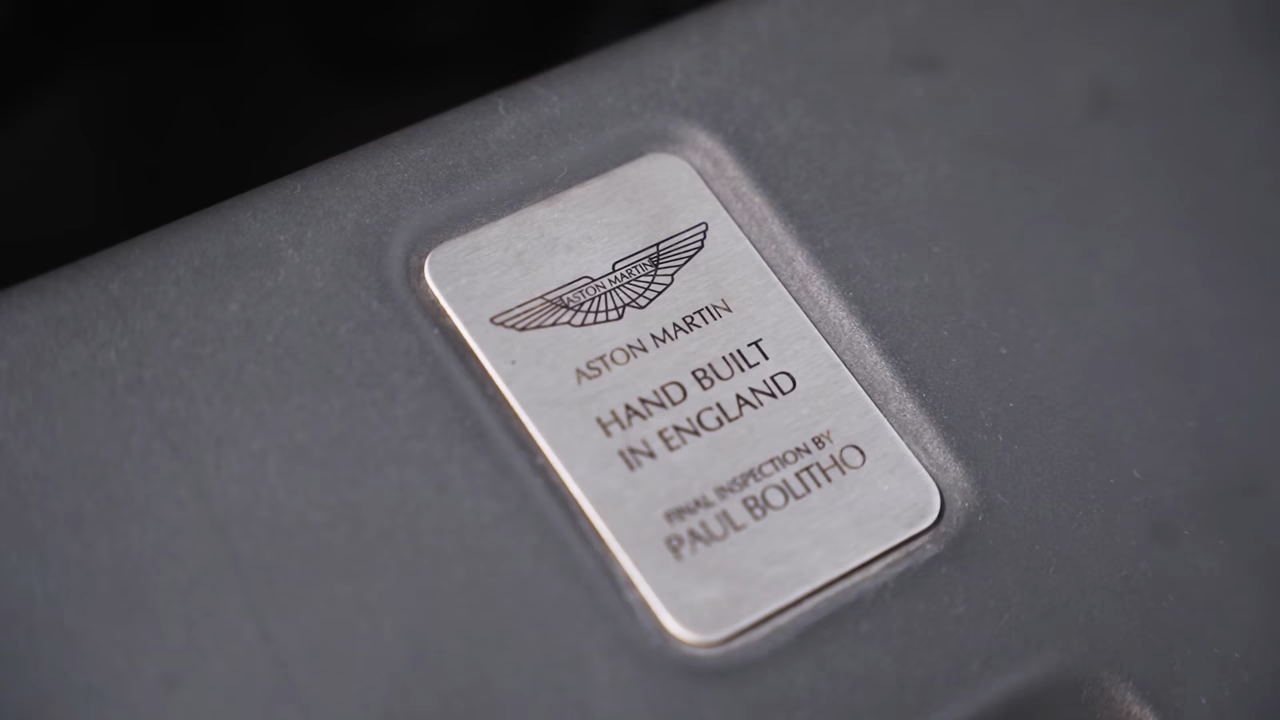 ASTON MARTIN
ASTON MARTIN
HAND BUILT
IN ENGLAND
FINAL INSPECTION BY
PAUL BOLITHO